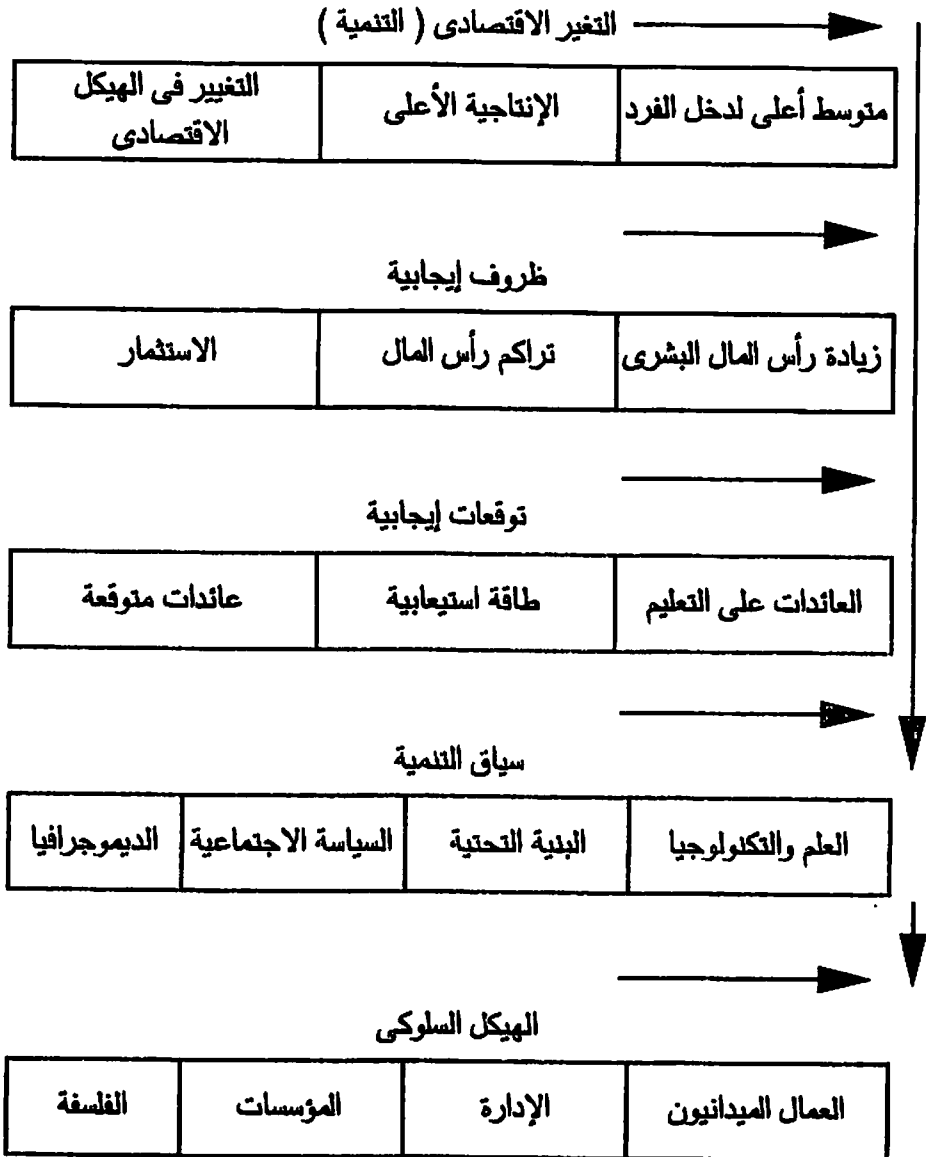 التغير الاقتصادى ( التنمية )
متوسط أعلى لدخل الفرد
الإنتاجية الأعلى
التغيير فى الهيكل
الاقتصادى
ظروف إيجابية
زيادة رأس المال البشرى
تراكم رأس المال
الاستثمار
توقعات إيجابية
العائدات على التعليم
طاقة استيعابية
عائدات متوقعة
سياق التنمية
العلم والتكنولوجيا
البنية التحتية
السياسة الاجتماعية
الديموجرافيا
الهيكل السلوكى
العمال الميدانيون
الإدارة
المؤسسات
الفلسفة